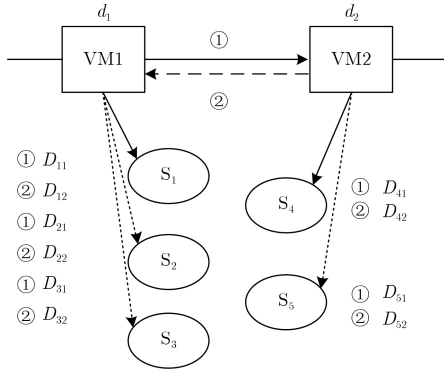 d₁ d₂
①
VM1 VM2
②
① D₁₁
② D₁₂
① D₂₁
② D₂₂
① D₃₁
② D₃₂
S₁
S₂
S₃
S₄
S₅
① D₄₁
② D₄₂
① D₅₁
② D₅₂